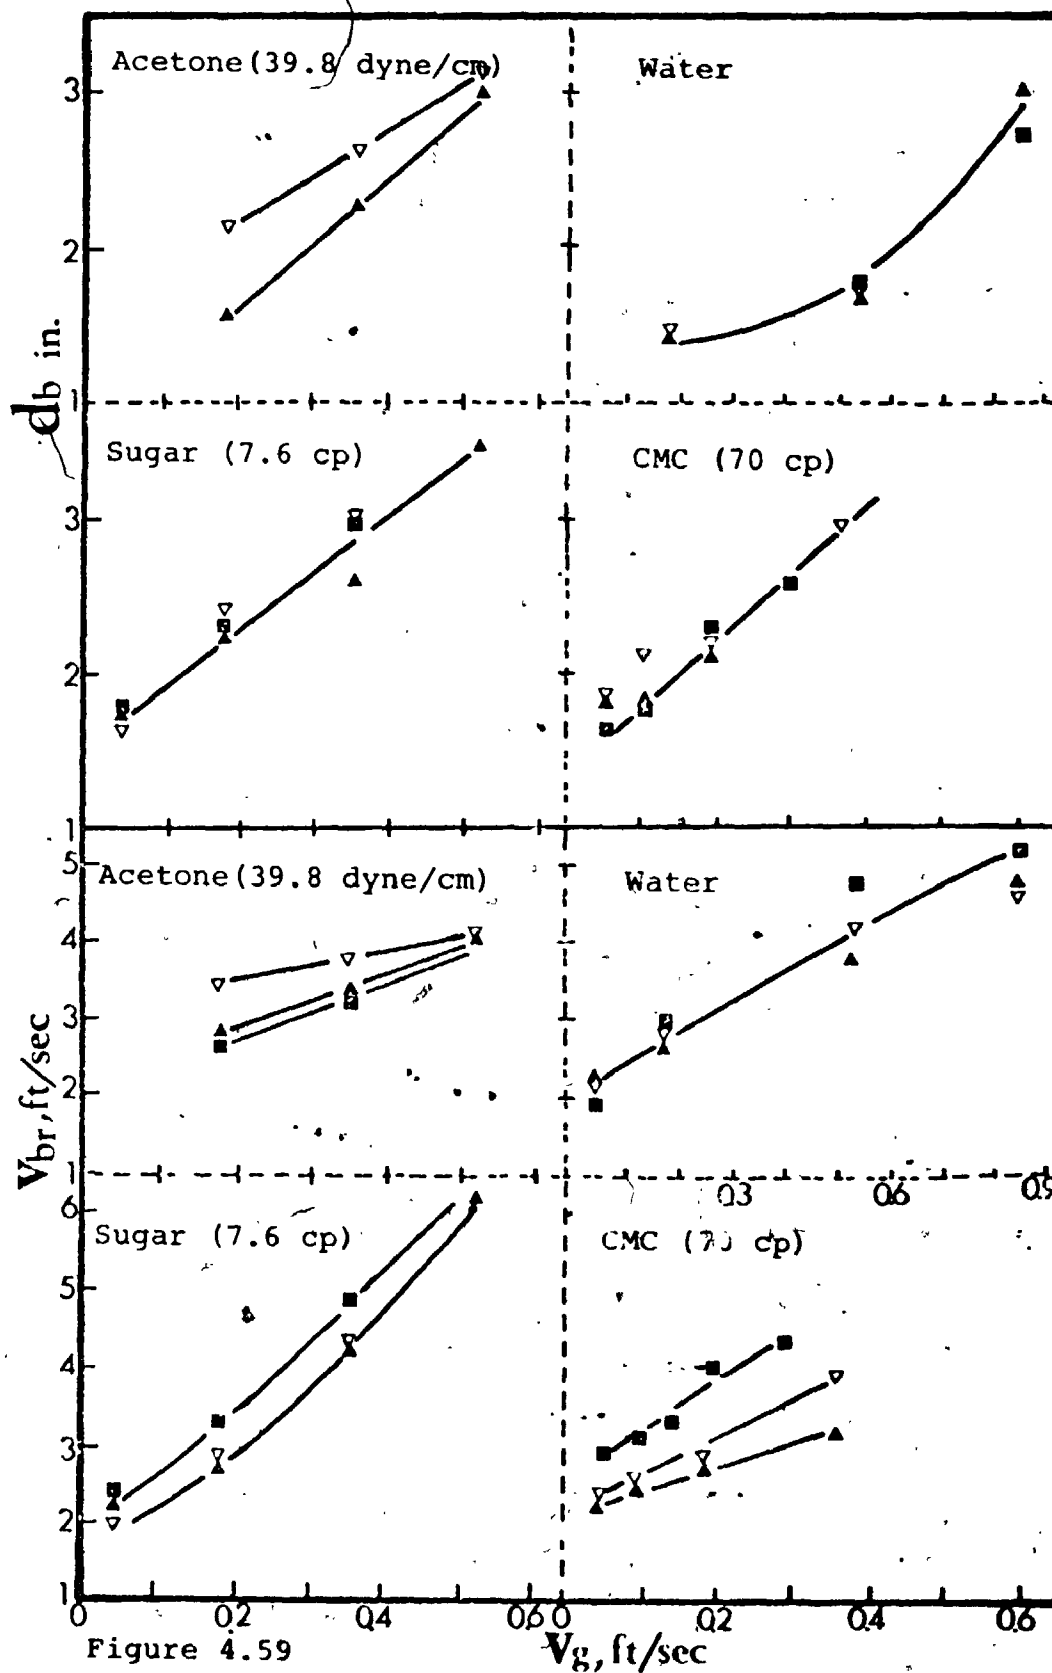 Acetone(39.8 dyne/cm)
Water
3
2
1
d_b in.
Sugar (7.6 cp)
CMC (70 cp)
3
2
1
Acetone(39.8 dyne/cm)
Water
5
4
3
2
1
V_br, ft/sec
0.3
0.6
0.9
Sugar (7.6 cp)
CMC (70 cp)
6
5
4
3
2
1
0
0.2
0.4
0.6
0
0.2
0.4
0.6
Figure 4.59
V_g, ft/sec